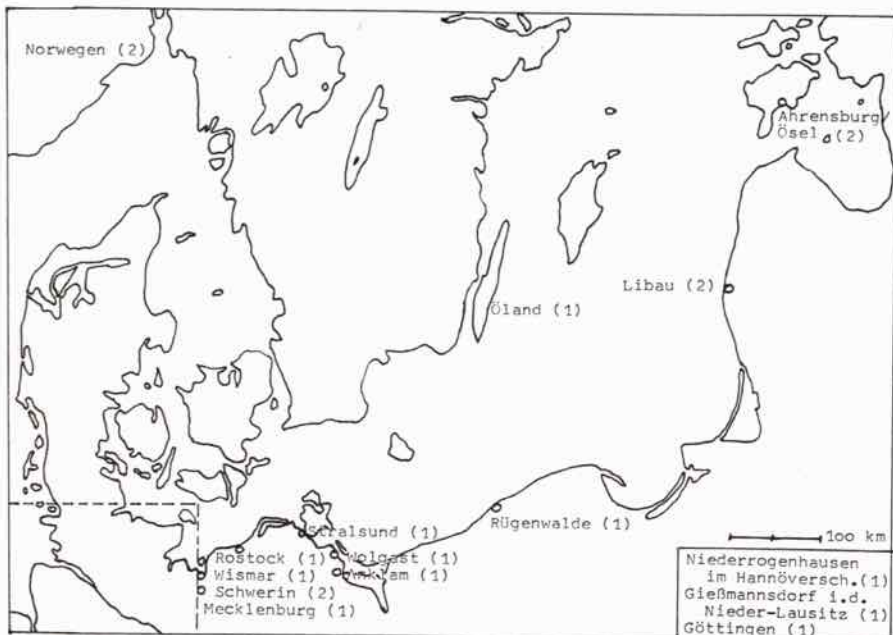 Norwegen (2)
Ahrensburg/
Ösel (2)
Libau (2)
Öland (1)
Stralsund (1)
Rügenwalde (1)
100 km
Rostock (1)
Wolgast (1)
Wismar (1)
Anklam (1)
Schwerin (2)
Mecklenburg (1)
Niederrogenhausen
im Hannöversch.(1)
Gießmannsdorf i.d.
Nieder-Lausitz (1)
Göttingen (1)